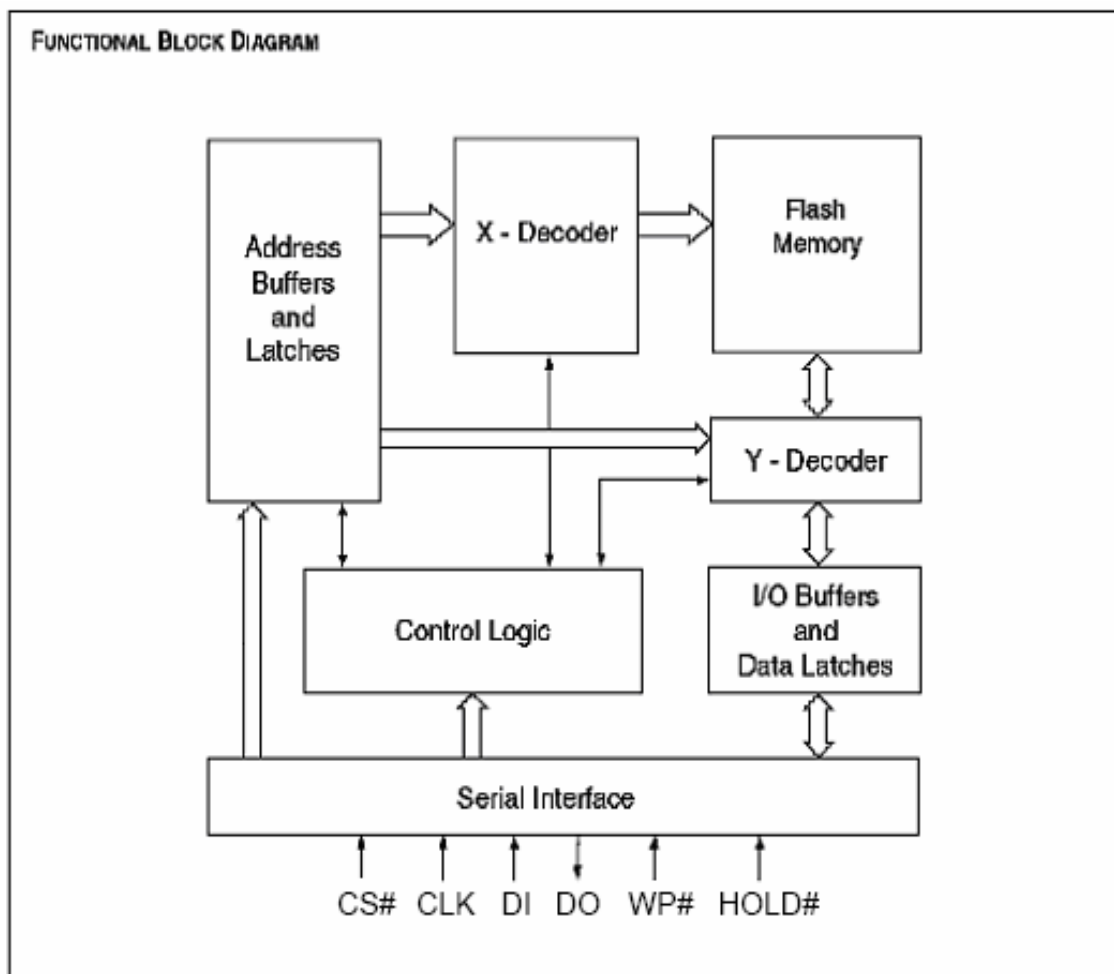 FUNCTIONAL BLOCK DIAGRAM
Address
Buffers
and
Latches
X - Decoder
Flash
Memory
Y - Decoder
Control Logic
I/O Buffers
and
Data Latches
Serial Interface
CS# CLK DI DO WP# HOLD#